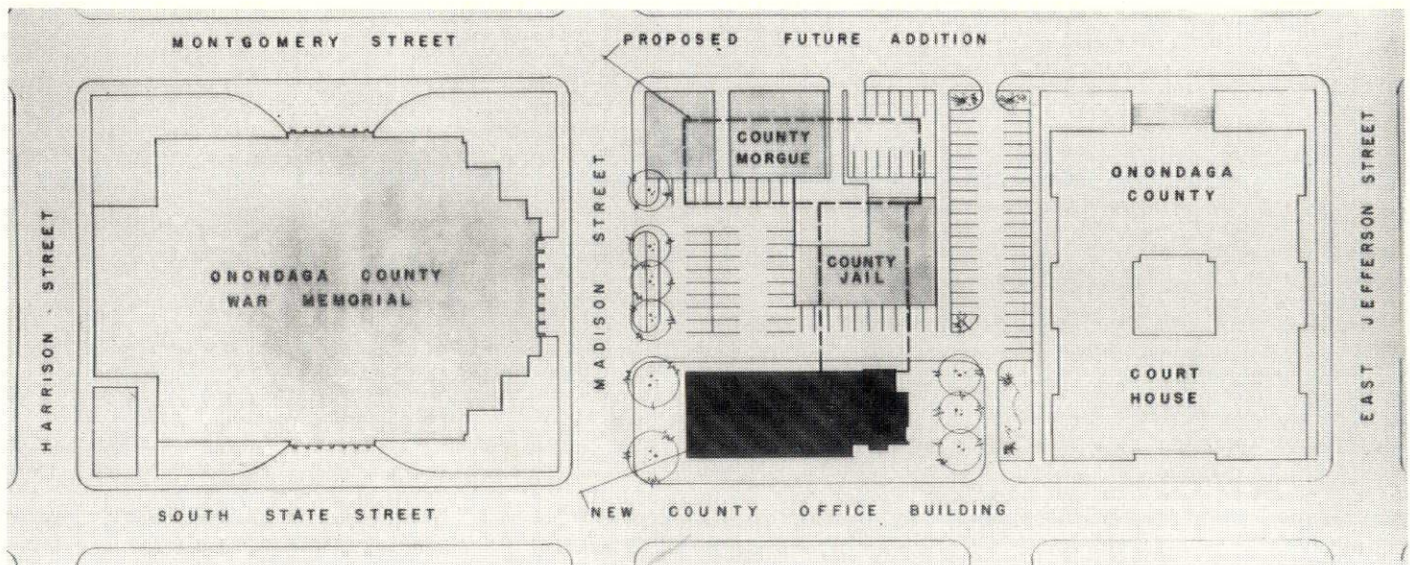 MONTGOMERY STREET
PROPOSED FUTURE ADDITION
HARRISON STREET
ONONDAGA COUNTY
WAR MEMORIAL
MADISON STREET
COUNTY
MORGUE
COUNTY
JAIL
ONONDAGA
COUNTY
COURT
HOUSE
EAST JEFFERSON STREET
SOUTH STATE STREET
NEW COUNTY OFFICE BUILDING